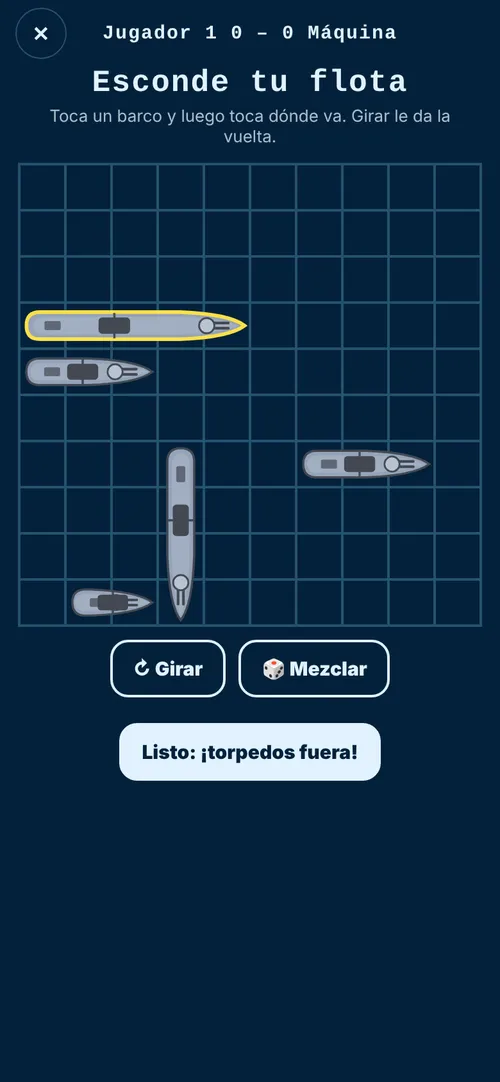 Jugador 1 0 – 0 Máquina
Esconde tu flota
Toca un barco y luego toca dónde va. Girar le da la
vuelta.
↻ Girar
🎲 Mezclar
Listo: ¡torpedos fuera!